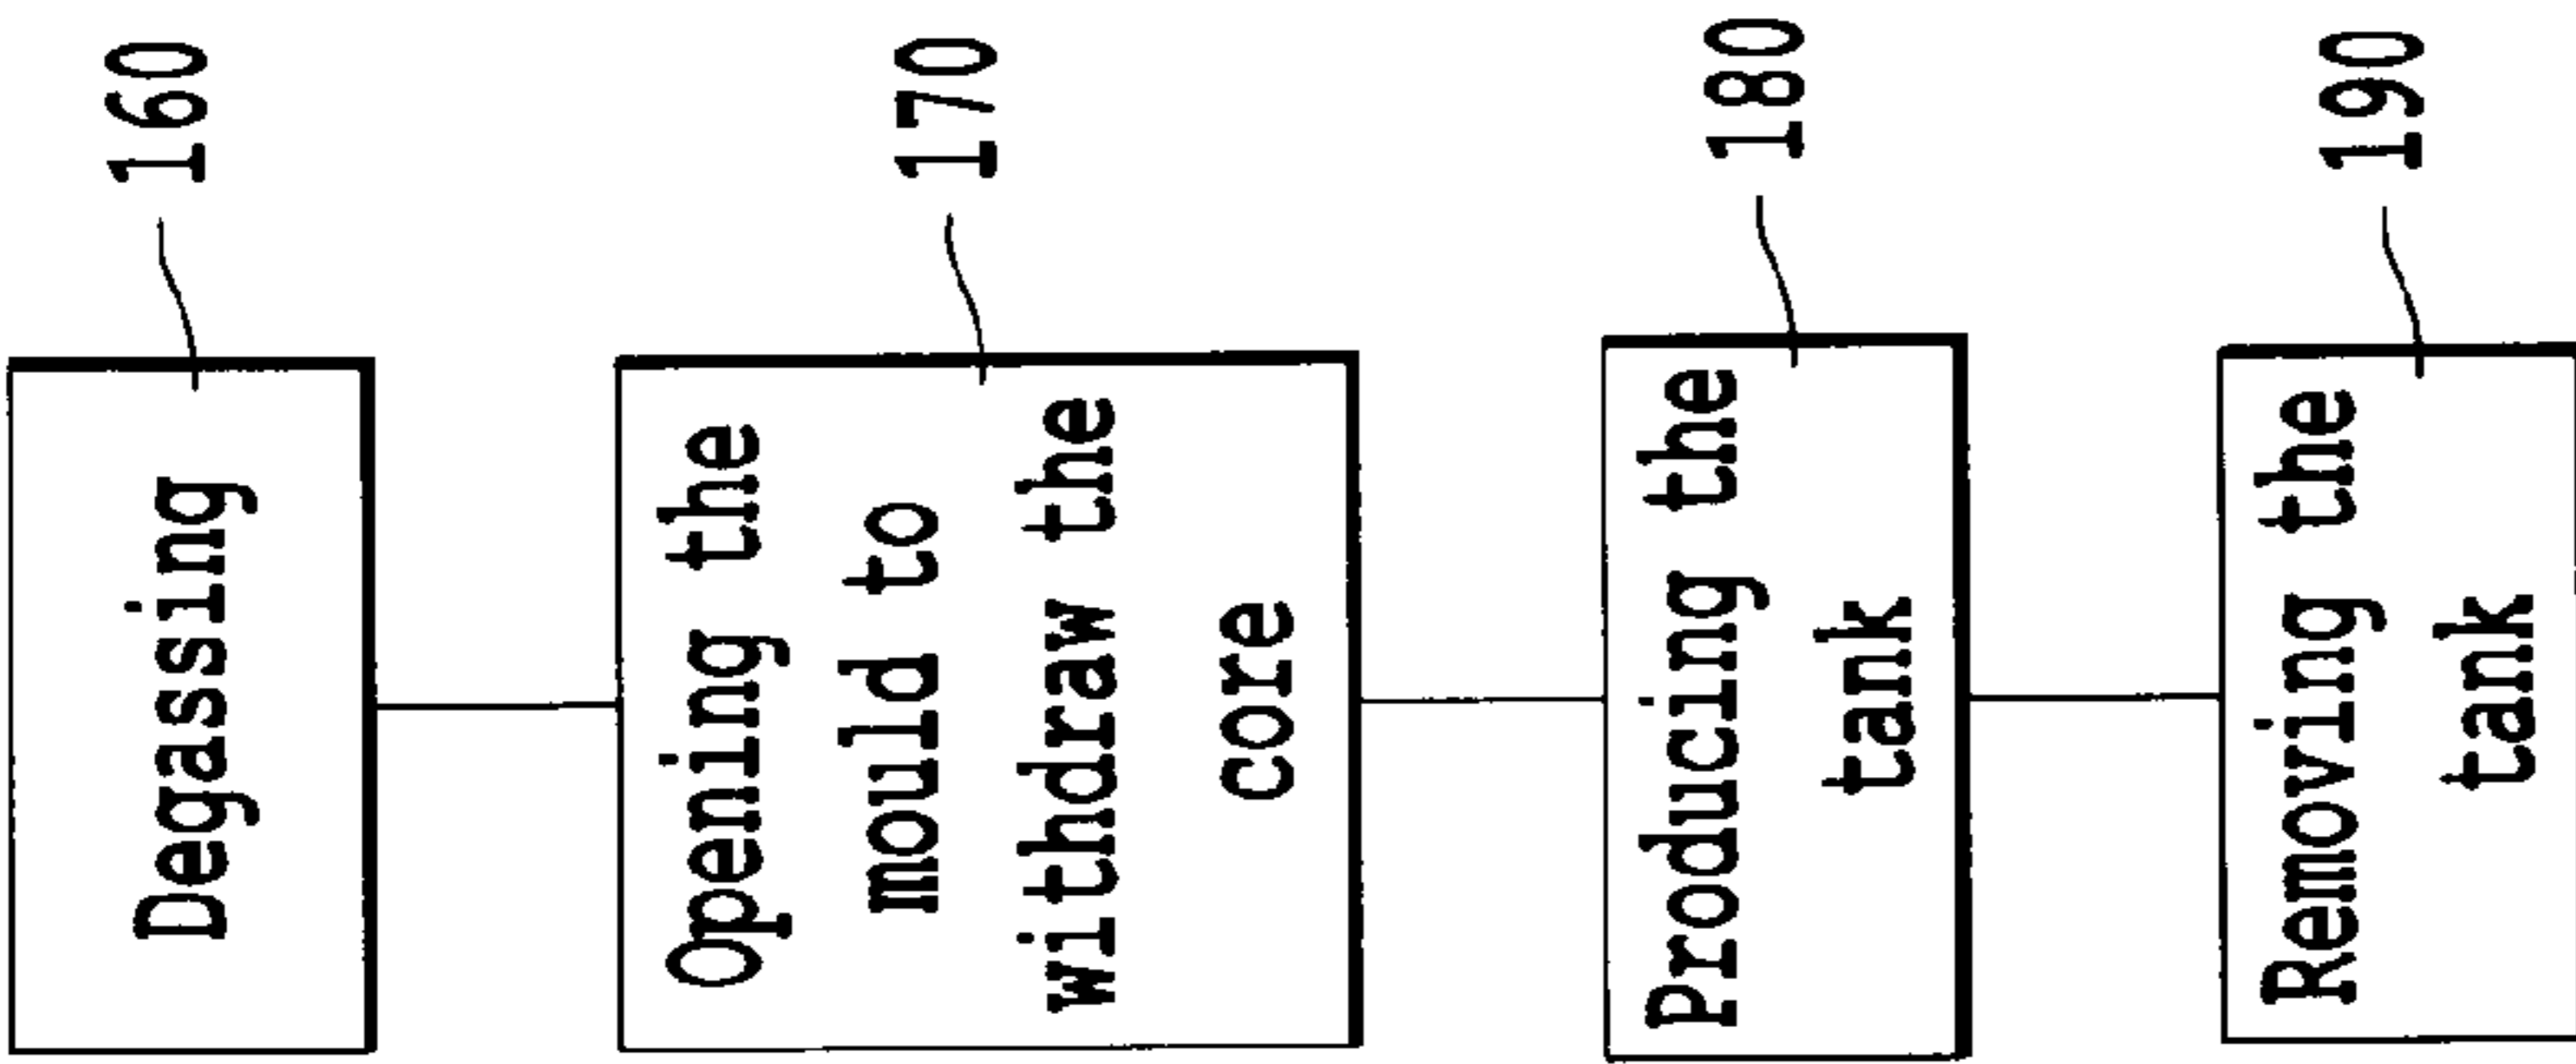 Degassing
160
Opening the
mould to
withdraw the
core
170
Producing the
tank
180
Removing the
tank
190